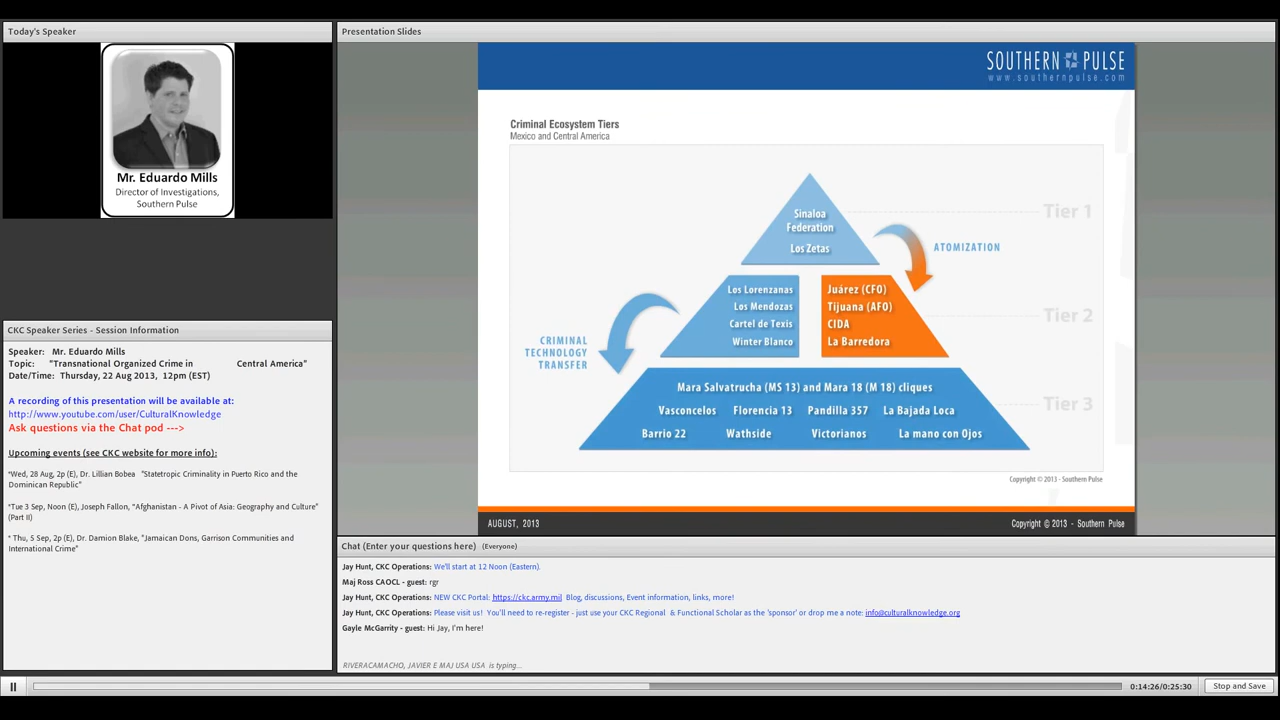 Today's Speaker
Mr. Eduardo Mills
Director of Investigations,
Southern Pulse
CKC Speaker Series - Session Information
Speaker: Mr. Eduardo Mills
Topic: "Transnational Organized Crime in Central America"
Date/Time: Thursday, 22 Aug 2013, 12pm (EST)
A recording of this presentation will be available at:
http://www.youtube.com/user/CulturalKnowledge
Ask questions via the Chat pod --->
Upcoming events (see CKC website for more info):
*Wed, 28 Aug, 2p (E), Dr. Lillian Bobea "Statetropic Criminality in Puerto Rico and the
Dominican Republic"
*Tue 3 Sep, Noon (E), Joseph Fallon, "Afghanistan - A Pivot of Asia: Geography and Culture"
(Part II)
* Thu, 5 Sep, 2p (E), Dr. Damion Blake, "Jamaican Dons, Garrison Communities and
International Crime"
Presentation Slides
SOUTHERN PULSE
www.southernpulse.com
Criminal Ecosystem Tiers
Mexico and Central America
Sinaloa
Federation
Los Zetas
Tier 1
ATOMIZATION
Los Lorenzanas
Los Mendozas
Cartel de Texis
Winter Blanco
Juárez (CFO)
Tijuana (AFO)
CIDA
La Barredora
Tier 2
CRIMINAL
TECHNOLOGY
TRANSFER
Mara Salvatrucha (MS 13) and Mara 18 (M 18) cliques
Vasconcelos Florencia 13 Pandilla 357 La Bajada Loca
Barrio 22 Wathside Victorianos La mano con Ojos
Tier 3
Copyright © 2013 - Southern Pulse
AUGUST, 2013
Copyright © 2013 - Southern Pulse
Chat (Enter your questions here) (Everyone)
Jay Hunt, CKC Operations: We'll start at 12 Noon (Eastern).
Maj Ross CAOCL - guest: rgr
Jay Hunt, CKC Operations: NEW CKC Portal: https://ckc.army.mil Blog, discussions, Event information, links, more!
Jay Hunt, CKC Operations: Please visit us! You'll need to re-register - just use your CKC Regional & Functional Scholar as the 'sponsor' or drop me a note: info@culturalknowledge.org
Gayle McGarrity - guest: Hi Jay, I'm here!
RIVERACAMACHO, JAVIER E MAJ USA USA is typing...
0:14:26/0:25:30
Stop and Save